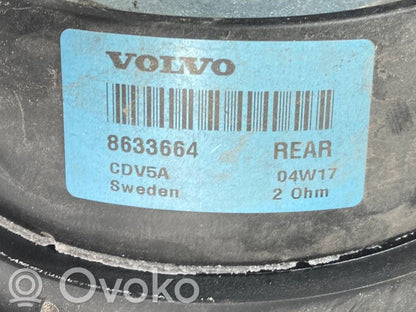 VOLVO
8633664 REAR
CDV5A 04W17
Sweden 2 Ohm
© Ovoko